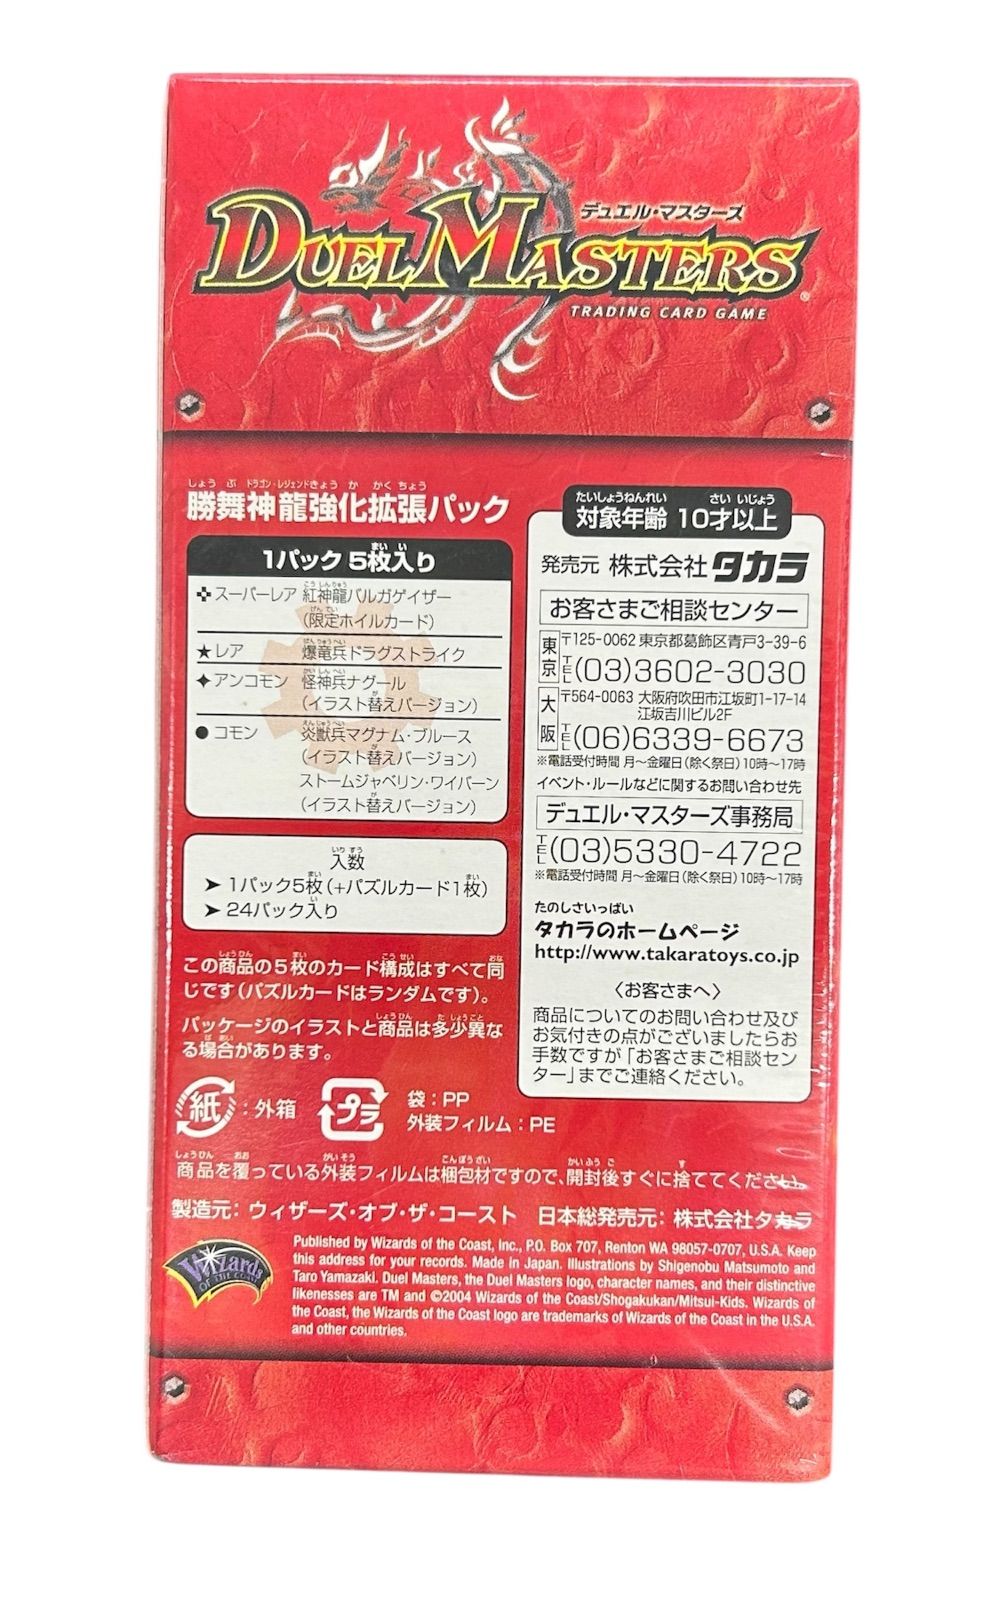 デュエル・マスターズ
DUEL MASTERS
TRADING CARD GAME
勝舞神龍強化拡張パック
1パック 5枚入り
スーパーレア 紅神龍バルガゲイザー
(限定ホイルカード)
★レア 爆竜兵ドラグストライク
アンコモン 怪神兵ナグール
(イラスト替えバージョン)
●コモン 炎獣兵マグナム・ブルース
(イラスト替えバージョン)
ストームジャベリン・ワイバーン
(イラスト替えバージョン)
入数
➤ 1パック5枚(+パズルカード1枚)
➤ 24パック入り
この商品の5枚のカード構成はすべて同
じです(パズルカードはランダムです)。
パッケージのイラストと商品は多少異な
る場合があります。
紙:外箱
プラ 袋:PP
外装フィルム:PE
対象年齢 10才以上
発売元 株式会社タカラ
お客さまご相談センター
東京 〒125-0062 東京都葛飾区青戸3-39-6
TEL(03)3602-3030
大阪 〒564-0063 大阪府吹田市江坂町1-17-14
江坂吉川ビル2F
TEL(06)6339-6673
※電話受付時間 月〜金曜日(除く祭日)10時〜17時
イベント・ルールなどに関するお問い合わせ先
デュエル・マスターズ事務局
TEL(03)5330-4722
※電話受付時間 月〜金曜日(除く祭日)10時〜17時
たのしさいっぱい
タカラのホームページ
http://www.takaratoys.co.jp
〈お客さまへ〉
商品についてのお問い合わせ及び
お気付きの点がございましたらお
手数ですが「お客さまご相談セン
ター」までご連絡ください。
商品を覆っている外装フィルムは梱包材ですので、開封後すぐに捨ててください。
製造元:ウィザーズ・オブ・ザ・コースト 日本総発売元:株式会社タカラ
Wizards
OF THE COAST
Published by Wizards of the Coast, Inc., P.O. Box 707, Renton WA 98057-0707, U.S.A. Keep
this address for your records. Made in Japan. Illustrations by Shigenobu Matsumoto and
Taro Yamazaki. Duel Masters, the Duel Masters logo, character names, and their distinctive
likenesses are TM and ©2004 Wizards of the Coast/Shogakukan/Mitsui-Kids. Wizards of
the Coast, the Wizards of the Coast logo are trademarks of Wizards of the Coast in the U.S.A.
and other countries.